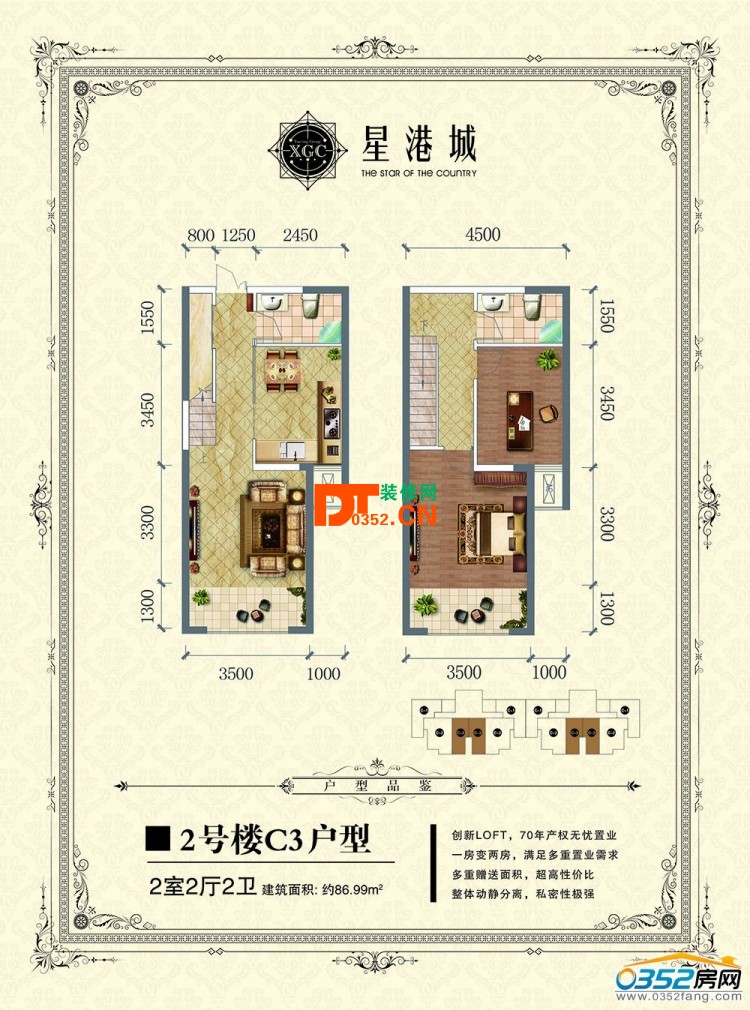 XGC
星港城
THE STAR OF THE COUNTRY
800 1250 2450
4500
1550
3450
3300
1300
1550
3450
3300
1300
上
下
DT装修网
0352.CN
3500 1000
3500 1000
户型品鉴
■ 2号楼C3户型
2室2厅2卫 建筑面积: 约86.99m²
创新LOFT，70年产权无忧置业
一房变两房，满足多重置业需求
多重赠送面积，超高性价比
整体动静分离，私密性极强
0352房网
www.0352fang.com